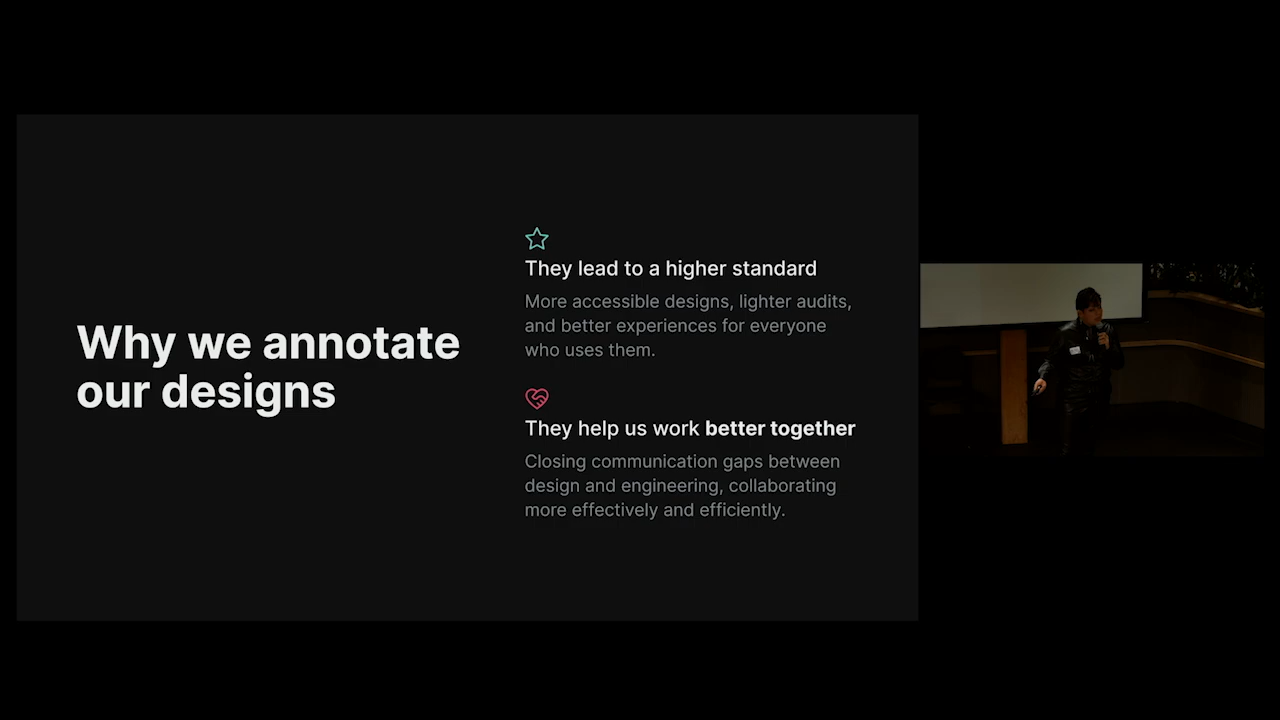 Why we annotate
our designs
They lead to a higher standard
More accessible designs, lighter audits,
and better experiences for everyone
who uses them.
They help us work better together
Closing communication gaps between
design and engineering, collaborating
more effectively and efficiently.